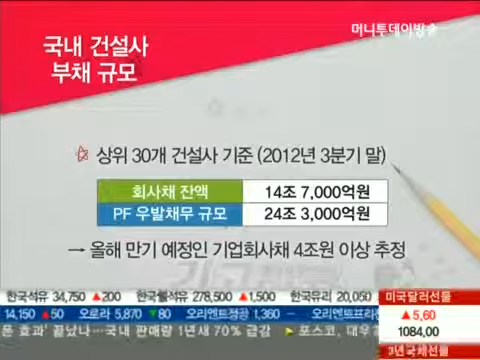 국내 건설사
부채 규모
머니투데이방송
상위 30개 건설사 기준 (2012년 3분기 말)
회사채 잔액 14조 7,000억원
PF 우발채무 규모 24조 3,000억원
→ 올해 만기 예정인 기업회사채 4조원 이상 추정
한국석유 34,750 ▲200 한국쉘석유 278,500 ▲1,500 한국유리 20,050
14,150 ▲50 오로라 5,870 ▼80 오리엔트정공 1,360 － 오리엔트프라
폰 효과' 끝났나…국내 판매량 1년새 70% 급감 ▶ 포스코, 대우
미국달러선물
▲ 5,60
1084,00
3년국채선물